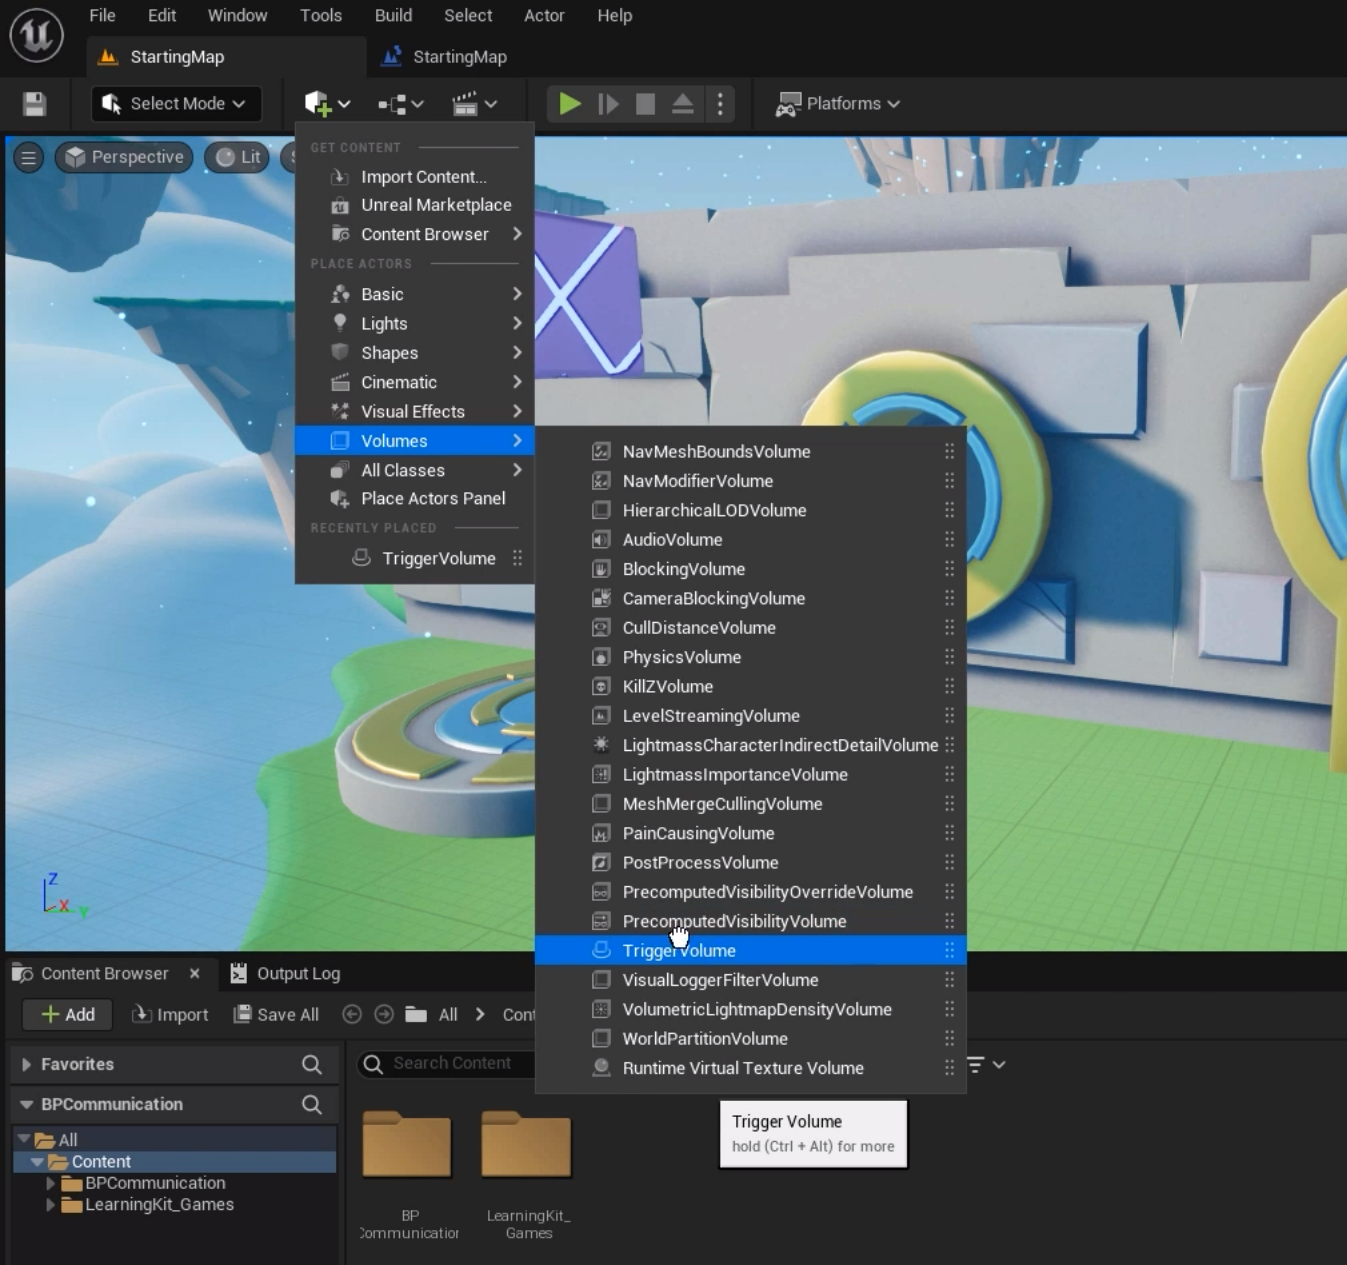 File Edit Window Tools Build Select Actor Help
StartingMap StartingMap
Select Mode Platforms
Perspective Lit
GET CONTENT
Import Content...
Unreal Marketplace
Content Browser
PLACE ACTORS
Basic
Lights
Shapes
Cinematic
Visual Effects
Volumes
All Classes
Place Actors Panel
RECENTLY PLACED
TriggerVolume
NavMeshBoundsVolume
NavModifierVolume
HierarchicalLODVolume
AudioVolume
BlockingVolume
CameraBlockingVolume
CullDistanceVolume
PhysicsVolume
KillZVolume
LevelStreamingVolume
LightmassCharacterIndirectDetailVolume
LightmassImportanceVolume
MeshMergeCullingVolume
PainCausingVolume
PostProcessVolume
PrecomputedVisibilityOverrideVolume
PrecomputedVisibilityVolume
TriggerVolume
VisualLoggerFilterVolume
VolumetricLightmapDensityVolume
WorldPartitionVolume
Runtime Virtual Texture Volume
Z
X Y
Content Browser Output Log
Add Import Save All All Cont
Favorites Search Content
BPCommunication
All
Content
BPCommunication
LearningKit_Games
Trigger Volume
hold (Ctrl + Alt) for more
BP
LearningKit_
Games